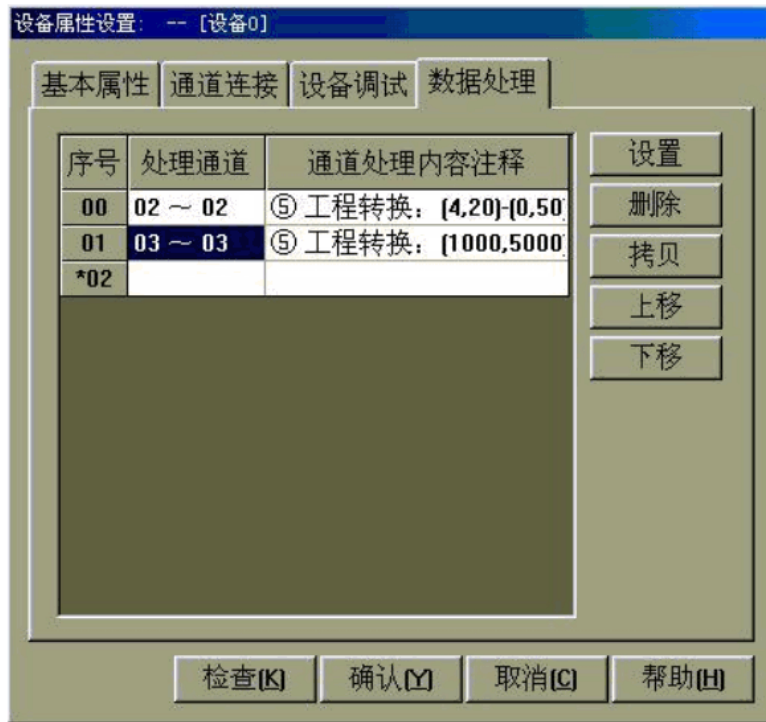 设备属性设置: -- [设备0]
基本属性 通道连接 设备调试 数据处理
序号 处理通道 通道处理内容注释
00 02～02 ⑤ 工程转换: (4,20)-(0,50
01 03～03 ⑤ 工程转换: (1000,5000
*02
设置
删除
拷贝
上移
下移
检查(K) 确认(Y) 取消(C) 帮助(H)